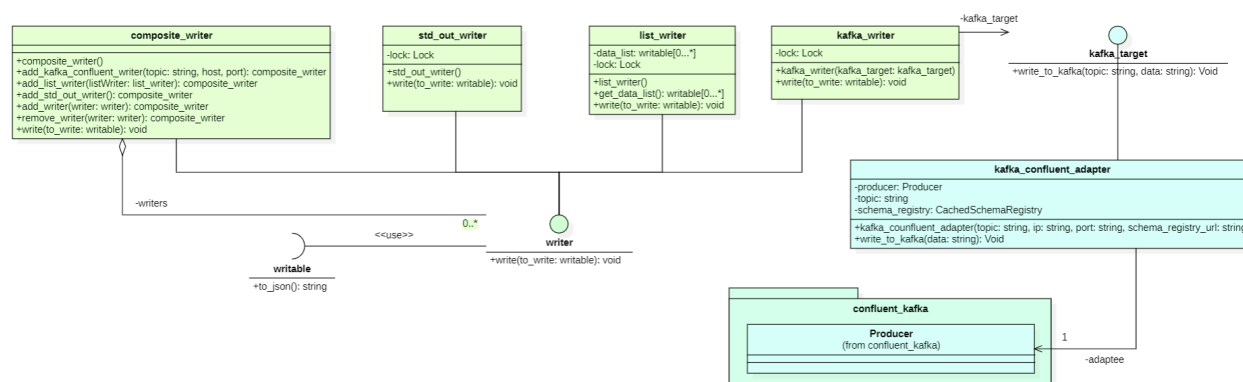 composite_writer
+composite_writer()
+add_kafka_confluent_writer(topic: string, host, port): composite_writer
+add_list_writer(listWriter: list_writer): composite_writer
+add_std_out_writer(): composite_writer
+add_writer(writer: writer): composite_writer
+remove_writer(writer: writer): composite_writer
+write(to_write: writable): void
std_out_writer
-lock: Lock
+std_out_writer()
+write(to_write: writable): void
list_writer
-data_list: writable[0...*]
-lock: Lock
+list_writer()
+get_data_list(): writable[0...*]
+write(to_write: writable): void
kafka_writer
-lock: Lock
+kafka_writer(kafka_target: kafka_target)
+write(to_write: writable): void
-kafka_target
kafka_target
+write_to_kafka(topic: string, data: string): Void
kafka_confluent_adapter
-producer: Producer
-topic: string
-schema_registry: CachedSchemaRegistry
+kafka_counfluent_adapter(topic: string, ip: string, port: string, schema_registry_url: string
+write_to_kafka(data: string): Void
-writers
0..*
<<use>>
writer
+write(to_write: writable): void
writable
+to_json(): string
confluent_kafka
Producer
(from confluent_kafka)
1
-adaptee